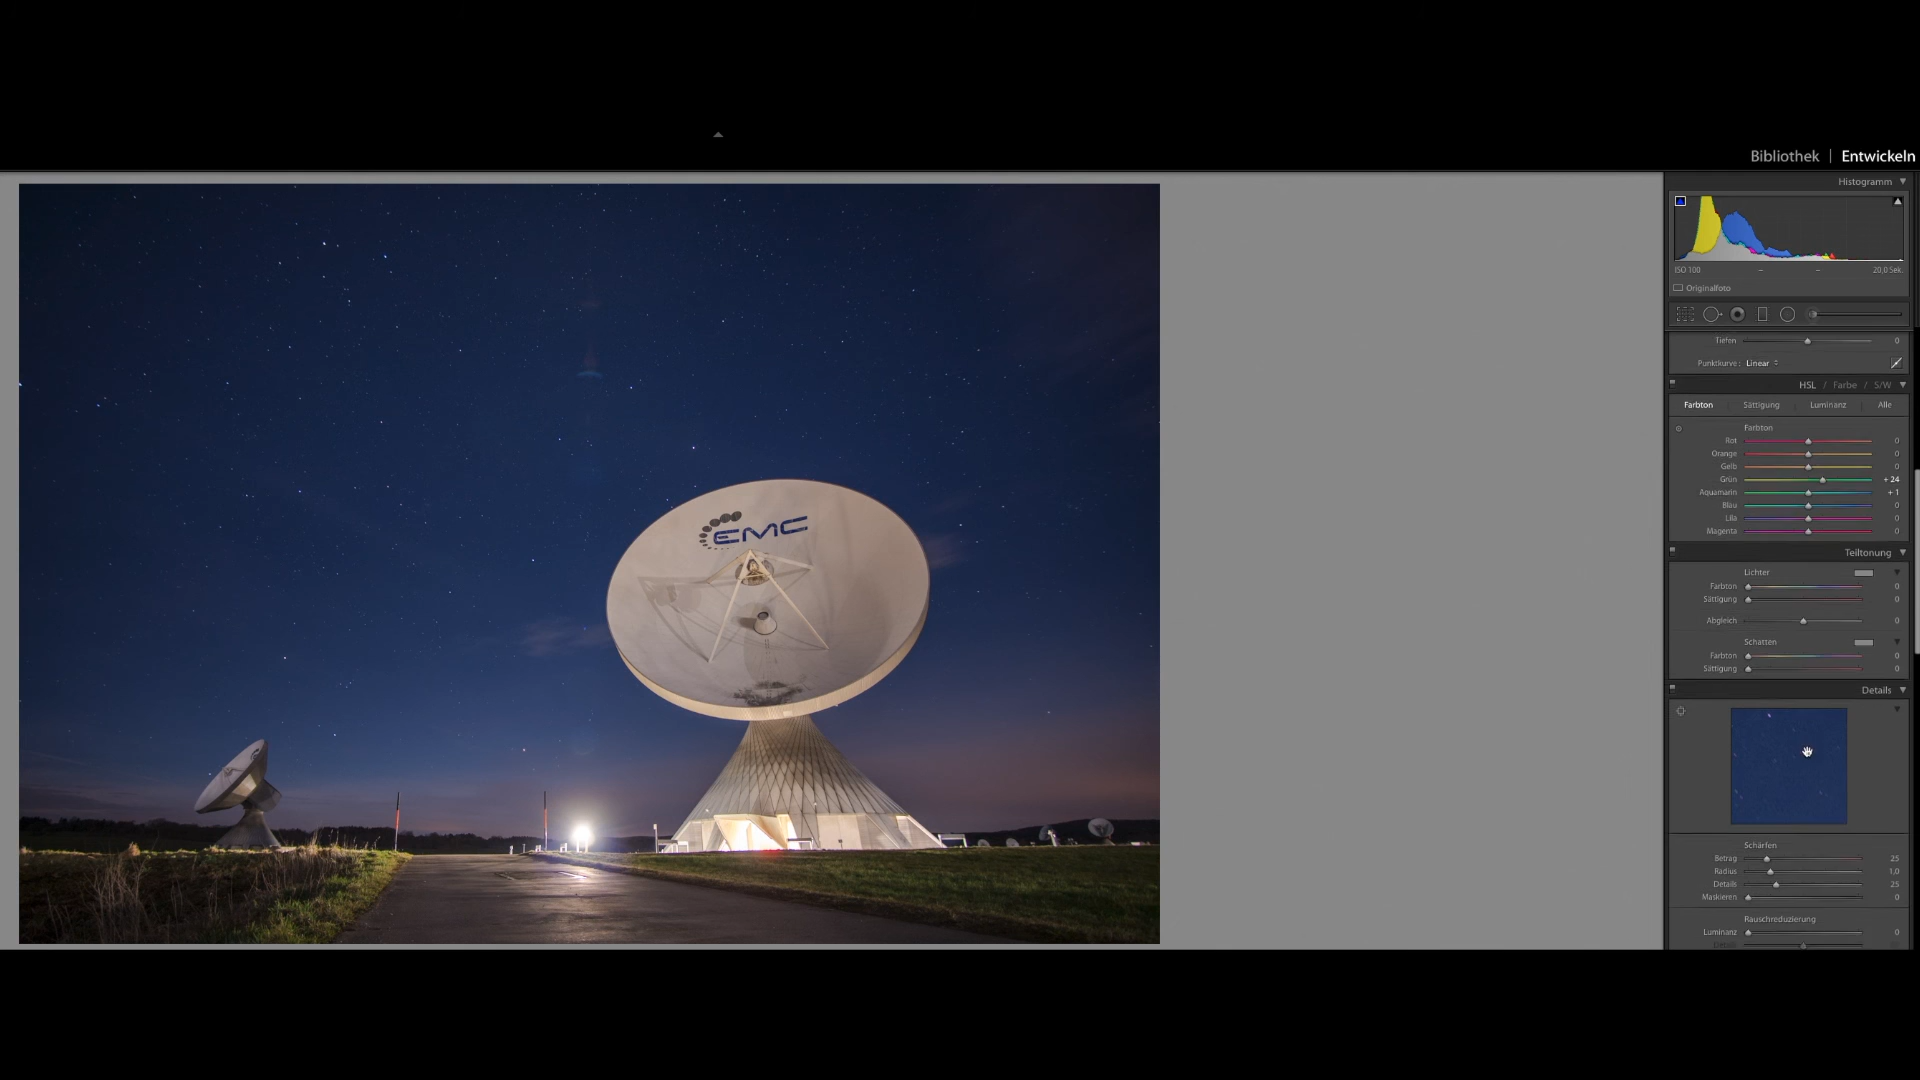 Bibliothek | Entwickeln
Histogramm
ISO 100 – – 20,0 Sek.
Originalfoto
Tiefen 0
Punktkurve : Linear
HSL / Farbe / S/W
Farbton Sättigung Luminanz Alle
Farbton
Rot 0
Orange 0
Gelb 0
Grün + 24
Aquamarin + 1
Blau 0
Lila 0
Magenta 0
EMC
Teiltonung
Lichter
Farbton 0
Sättigung 0
Abgleich 0
Schatten
Farbton 0
Sättigung 0
Details
Schärfen
Betrag 25
Radius 1,0
Details 25
Maskieren 0
Rauschreduzierung
Luminanz 0